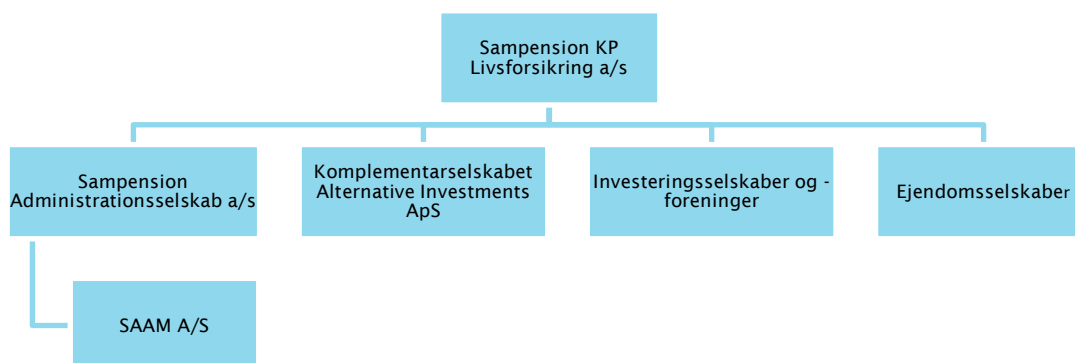 Sampension KP
Livsforsikring a/s
Sampension
Administrationsselskab a/s
Komplementarselskabet
Alternative Investments
ApS
Investeringsselskaber og -
foreninger
Ejendomsselskaber
SAAM A/S